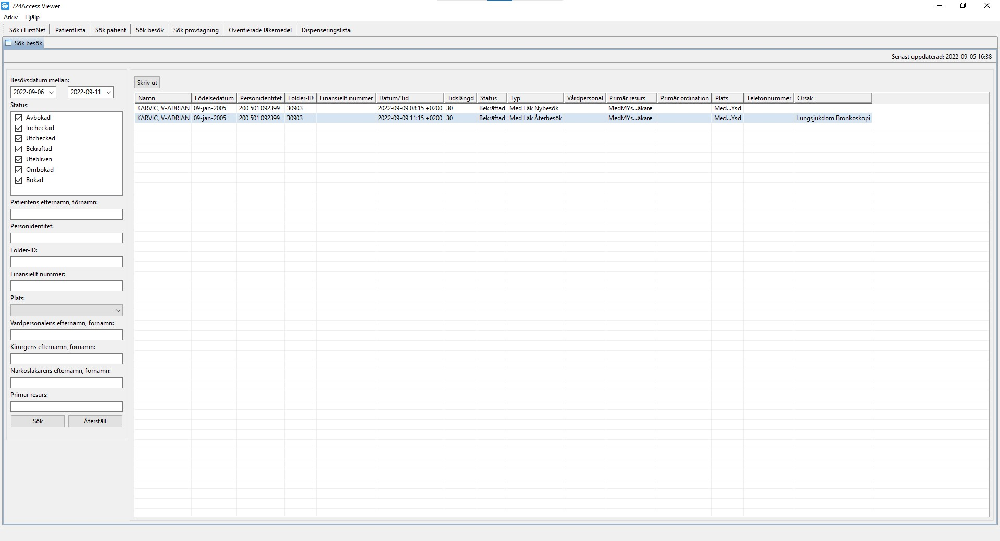 724Access Viewer
Arkiv Hjälp
Sök i FirstNet Patientlista Sök patient Sök besök Sök provtagning Overifierade läkemedel Dispenseringslista
Sök besök
Senast uppdaterad: 2022-09-05 16:38
Besöksdatum mellan:
2022-09-06 2022-09-11
Status:
Avbokad
Incheckad
Utcheckad
Bekräftad
Utebliven
Ombokad
Bokad
Patientens efternamn, förnamn:
Personidentitet:
Folder-ID:
Finansiellt nummer:
Plats:
Vårdpersonalens efternamn, förnamn:
Kirurgens efternamn, förnamn:
Narkosläkarens efternamn, förnamn:
Primär resurs:
Sök Återställ
Skriv ut
Namn Födelsedatum Personidentitet Folder-ID Finansiellt nummer Datum/Tid Tidslängd Status Typ Vårdpersonal Primär resurs Primär ordination Plats Telefonnummer Orsak
KARVIC, V-ADRIAN 09-jan-2005 200 501 092399 30903 2022-09-09 08:15 +0200 30 Bekräftad Med Läk Nybesök MedMYs...äkare Med...Ysd
KARVIC, V-ADRIAN 09-jan-2005 200 501 092399 30903 2022-09-09 11:15 +0200 30 Bekräftad Med Läk Återbesök MedMYs...äkare Med...Ysd Lungsjukdom Bronkoskopi